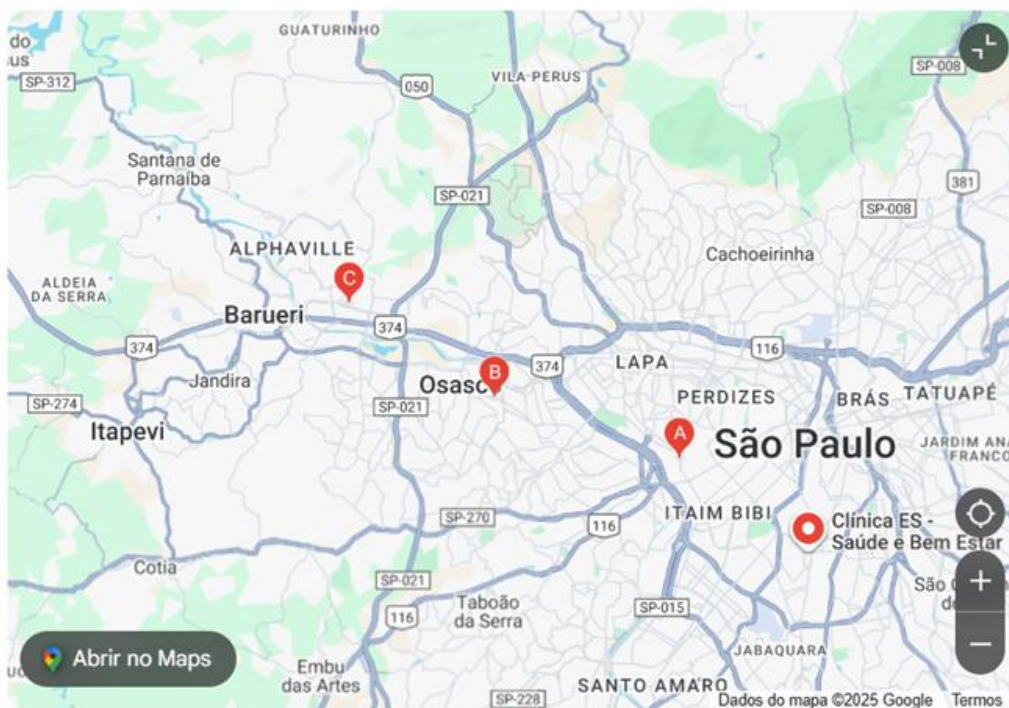 GUATURINHO
do
SP-312
050
VILA PERUS
SP-008
Santana de
Parnaíba
SP-021
381
SP-008
ALPHAVILLE
Cachoeirinha
ALDEIA
DA SERRA
C
Barueri
374
374
116
LAPA
374
B
Osasc
Jandira
SP-274
SP-021
PERDIZES
BRÁS
TATUAPÉ
Itapevi
A
São Paulo
JARDIM ANA
FRANCO
SP-270
116
ITAIM BIBI
Clínica ES -
Saúde e Bem Estar
Cotia
SP-021
São
Taboão
da Serra
116
SP-015
JABAQUARA
Abrir no Maps
Embu
das Artes
SANTO AMARO
SP-228
Dados do mapa ©2025 Google
Termos